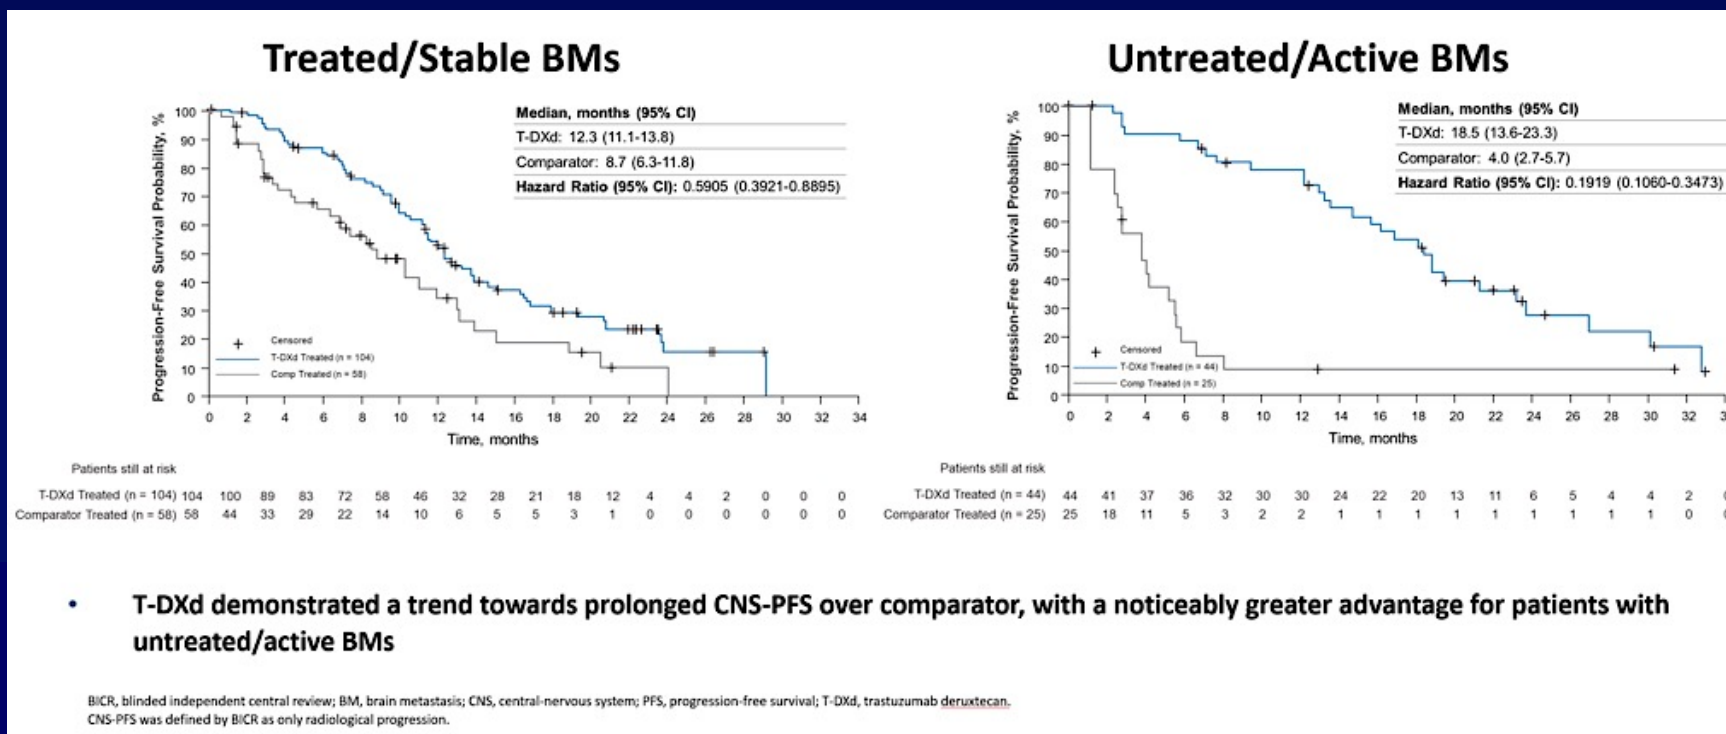 Treated/Stable BMs
Progression-Free Survival Probability, %
100
90
80
70
60
50
40
30
20
10
0
Median, months (95% CI)
T-DXd: 12.3 (11.1-13.8)
Comparator: 8.7 (6.3-11.8)
Hazard Ratio (95% CI): 0.5905 (0.3921-0.8895)
Censored
T-DXd Treated (n = 104)
Comp Treated (n = 58)
0 2 4 6 8 10 12 14 16 18 20 22 24 26 28 30 32 34
Time, months
Patients still at risk
T-DXd Treated (n = 104) 104 100 89 83 72 58 46 32 28 21 18 12 4 4 2 0 0 0
Comparator Treated (n = 58) 58 44 33 29 22 14 10 6 5 5 3 1 0 0 0 0 0 0
Untreated/Active BMs
Progression-Free Survival Probability, %
100
90
80
70
60
50
40
30
20
10
0
Median, months (95% CI)
T-DXd: 18.5 (13.6-23.3)
Comparator: 4.0 (2.7-5.7)
Hazard Ratio (95% CI): 0.1919 (0.1060-0.3473)
Censored
T-DXd Treated (n = 44)
Comp Treated (n = 25)
0 2 4 6 8 10 12 14 16 18 20 22 24 26 28 30 32
Time, months
Patients still at risk
T-DXd Treated (n = 44) 44 41 37 36 32 30 30 24 22 20 13 11 6 5 4 4 2
Comparator Treated (n = 25) 25 18 11 5 3 2 2 1 1 1 1 1 1 1 1 1 0
• T-DXd demonstrated a trend towards prolonged CNS-PFS over comparator, with a noticeably greater advantage for patients with
untreated/active BMs
BICR, blinded independent central review; BM, brain metastasis; CNS, central-nervous system; PFS, progression-free survival; T-DXd, trastuzumab deruxtecan.
CNS-PFS was defined by BICR as only radiological progression.